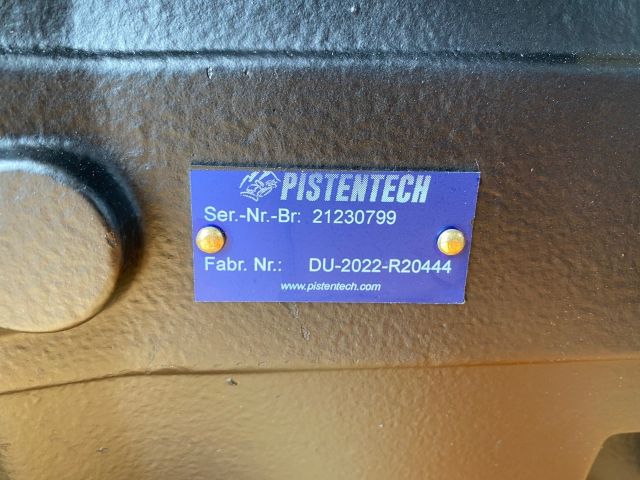 PISTENTECH
Ser.-Nr.-Br: 21230799
Fabr. Nr.: DU-2022-R20444
www.pistentech.com